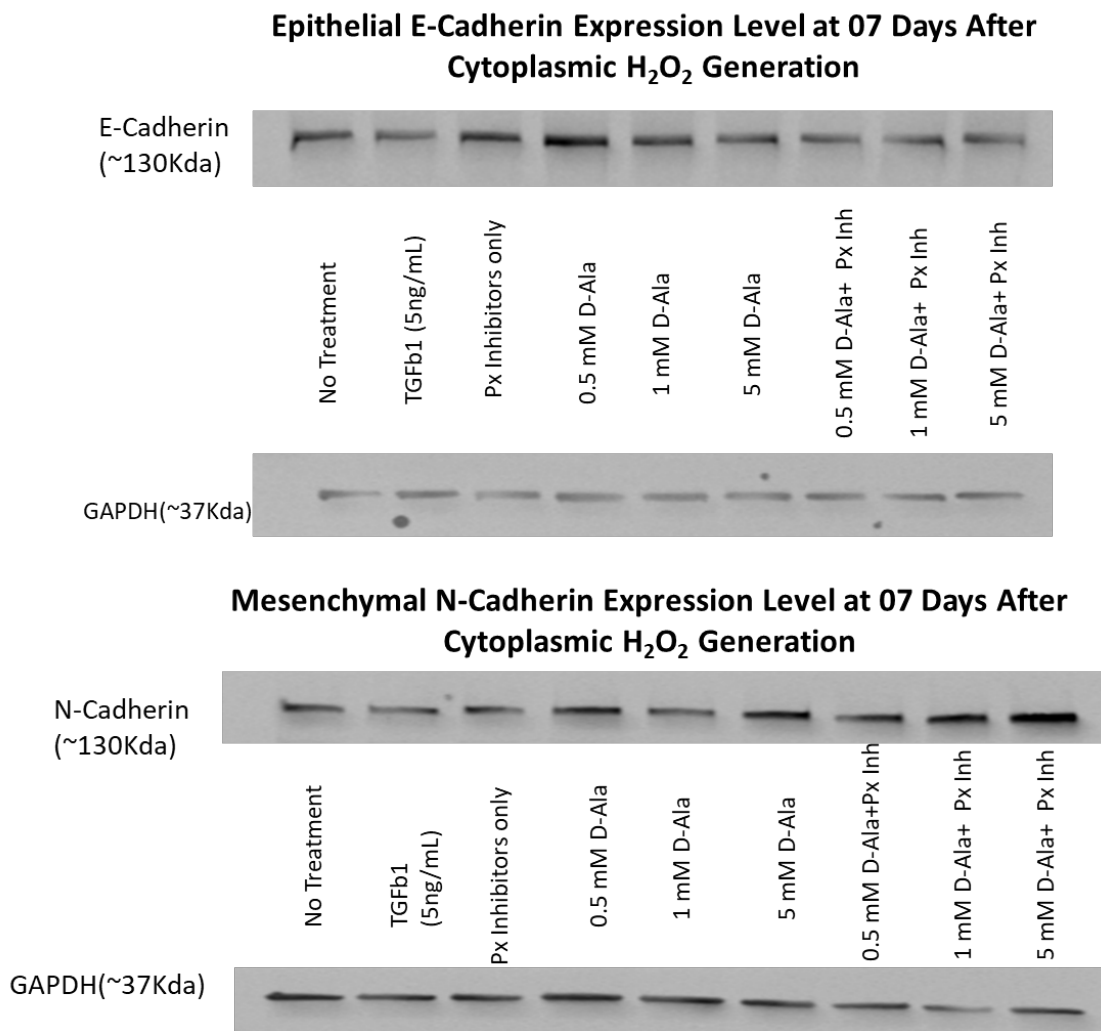 Epithelial E-Cadherin Expression Level at 07 Days After
Cytoplasmic H₂O₂ Generation
E-Cadherin
(~130Kda)
No Treatment
TGFb1 (5ng/mL)
Px Inhibitors only
0.5 mM D-Ala
1 mM D-Ala
5 mM D-Ala
0.5 mM D-Ala+ Px Inh
1 mM D-Ala+ Px Inh
5 mM D-Ala+ Px Inh
GAPDH(~37Kda)
Mesenchymal N-Cadherin Expression Level at 07 Days After
Cytoplasmic H₂O₂ Generation
N-Cadherin
(~130Kda)
No Treatment
TGFb1
(5ng/mL)
Px Inhibitors only
0.5 mM D-Ala
1 mM D-Ala
5 mM D-Ala
0.5 mM D-Ala+Px Inh
1 mM D-Ala+ Px Inh
5 mM D-Ala+ Px Inh
GAPDH(~37Kda)